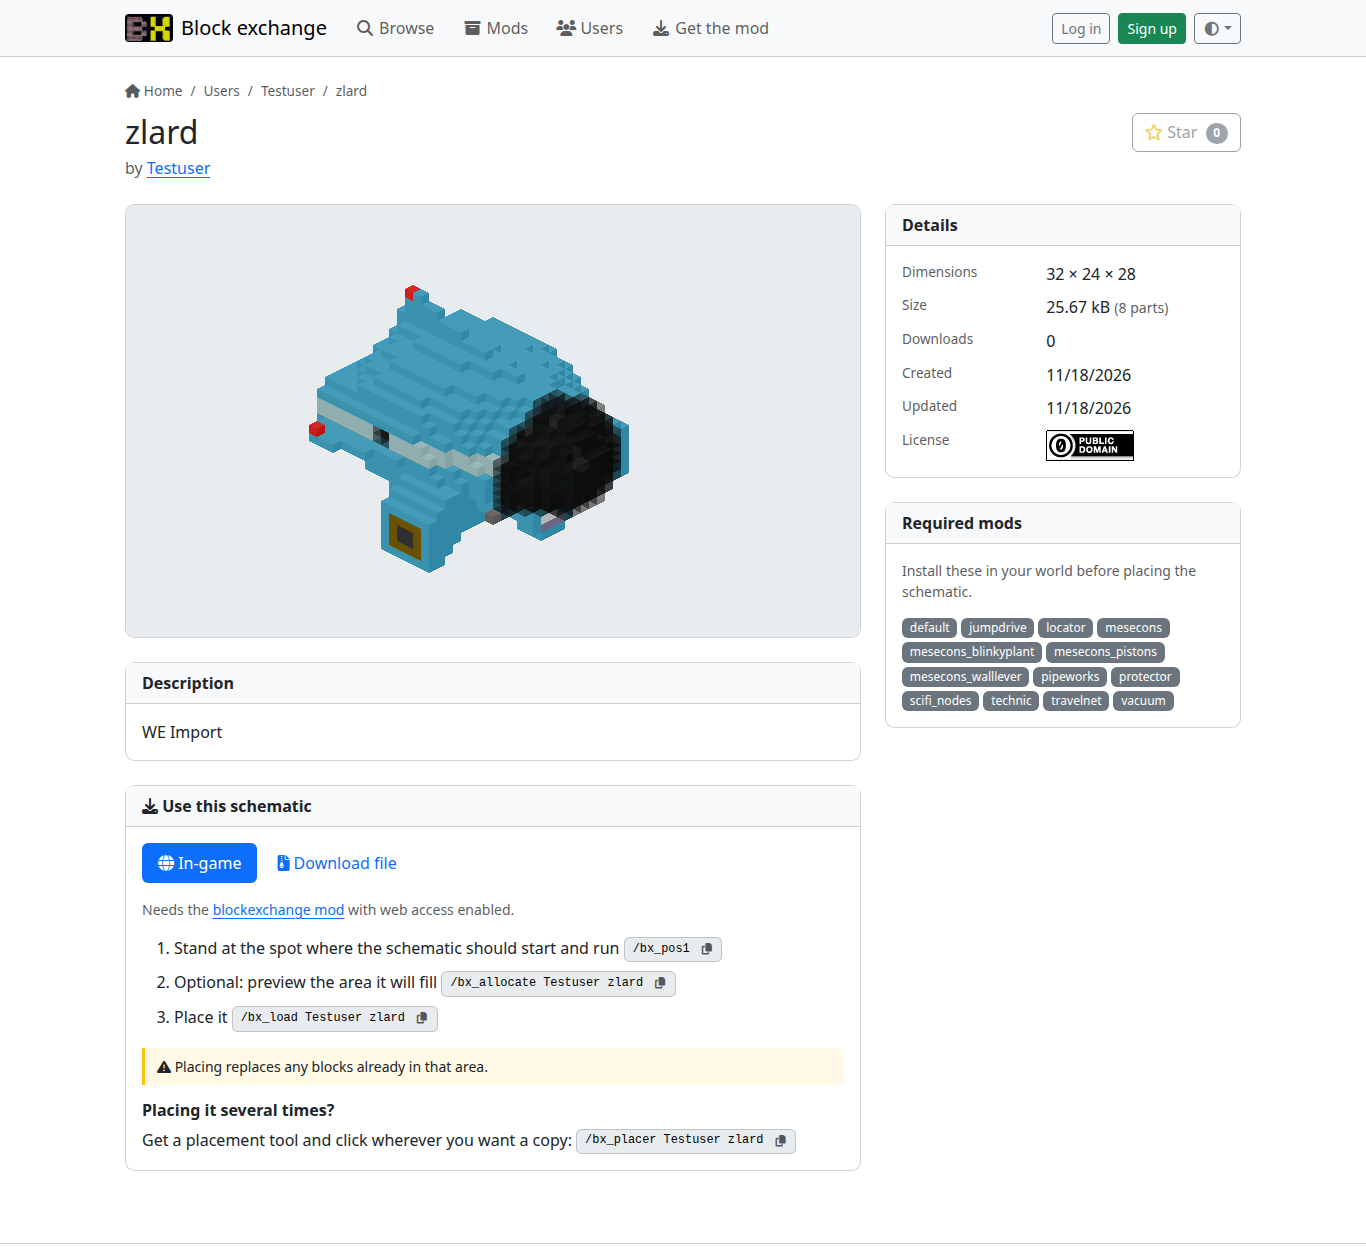 Block exchange
Browse
Mods
Users
Get the mod
Log in
Sign up
Home / Users / Testuser / zlard
zlard
Star 0
by Testuser
Details
Dimensions 32 × 24 × 28
Size 25.67 kB (8 parts)
Downloads 0
Created 11/18/2026
Updated 11/18/2026
License PUBLIC DOMAIN
Required mods
Install these in your world before placing the
schematic.
default jumpdrive locator mesecons
mesecons_blinkyplant mesecons_pistons
mesecons_walllever pipeworks protector
scifi_nodes technic travelnet vacuum
Description
WE Import
Use this schematic
In-game
Download file
Needs the blockexchange mod with web access enabled.
1. Stand at the spot where the schematic should start and run /bx_pos1
2. Optional: preview the area it will fill /bx_allocate Testuser zlard
3. Place it /bx_load Testuser zlard
Placing replaces any blocks already in that area.
Placing it several times?
Get a placement tool and click wherever you want a copy: /bx_placer Testuser zlard